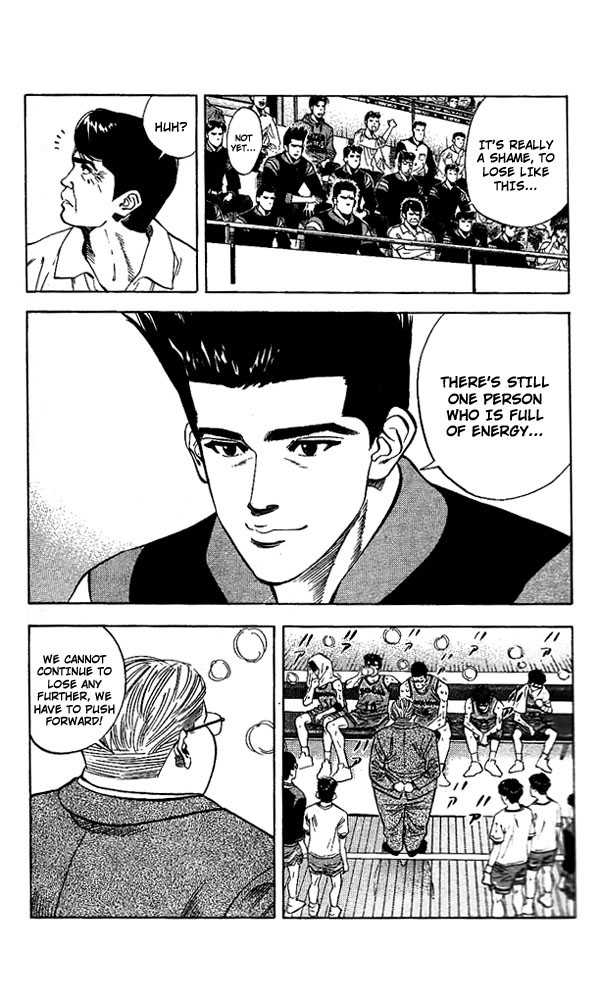 IT'S REALLY
A SHAME, TO
LOSE LIKE
THIS...
NOT
YET...
HUH?
THERE'S STILL
ONE PERSON
WHO IS FULL
OF ENERGY...
WE CANNOT
CONTINUE TO
LOSE ANY
FURTHER, WE
HAVE TO PUSH
FORWARD!